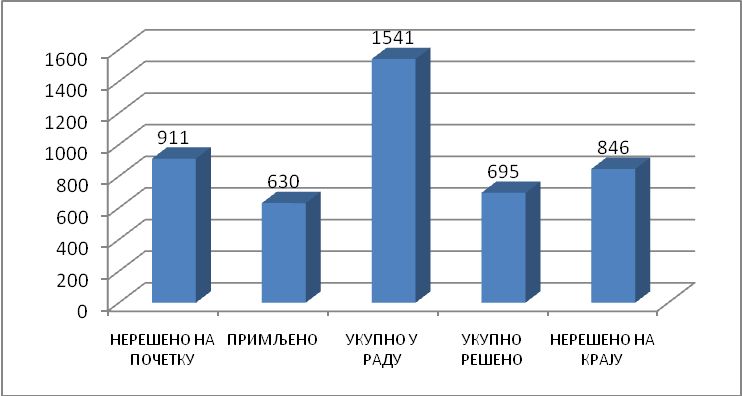 1600
1400
1200
1000
800
600
400
200
0
911
630
1541
695
846
НЕРЕШЕНО НА
ПОЧЕТКУ
ПРИМЉЕНО
УКУПНО У
РАДУ
УКУПНО
РЕШЕНО
НЕРЕШЕНО НА
КРАЈУ